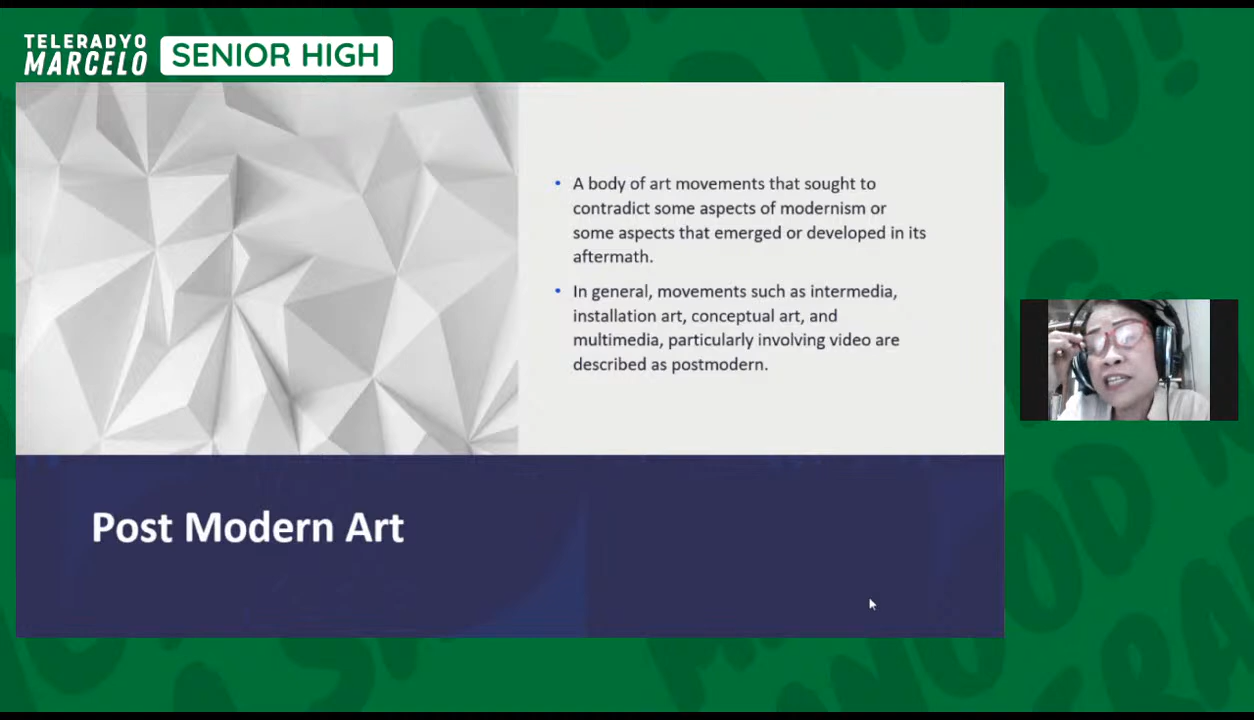 TELERADYO
MARCELO
SENIOR HIGH
• A body of art movements that sought to
contradict some aspects of modernism or
some aspects that emerged or developed in its
aftermath.
• In general, movements such as intermedia,
installation art, conceptual art, and
multimedia, particularly involving video are
described as postmodern.
Post Modern Art